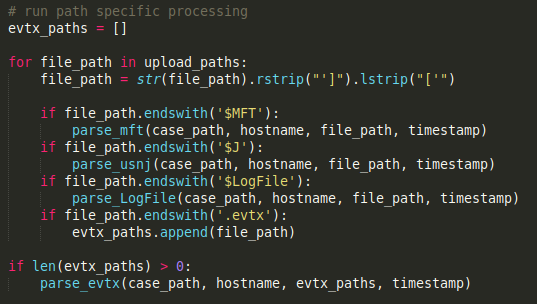 # run path specific processing
evtx_paths = []
for file_path in upload_paths:
file_path = str(file_path).rstrip("']").lstrip("['")
if file_path.endswith('$MFT'):
parse_mft(case_path, hostname, file_path, timestamp)
if file_path.endswith('$J'):
parse_usnj(case_path, hostname, file_path, timestamp)
if file_path.endswith('$LogFile'):
parse_LogFile(case_path, hostname, file_path, timestamp)
if file_path.endswith('.evtx'):
evtx_paths.append(file_path)
if len(evtx_paths) > 0:
parse_evtx(case_path, hostname, evtx_paths, timestamp)